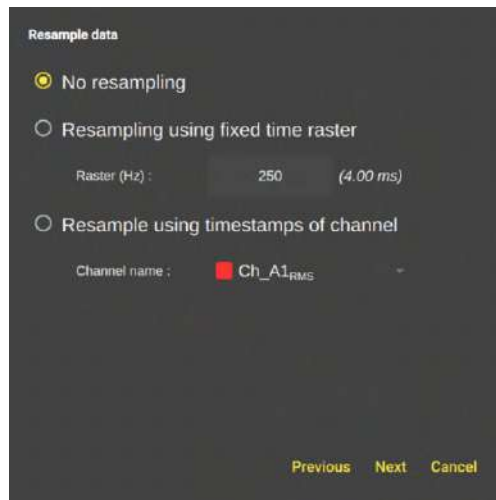 Resample data
No resampling
Resampling using fixed time raster
Raster (Hz) : 250 (4.00 ms)
Resample using timestamps of channel
Channel name : Ch_A1RMS
Previous Next Cancel